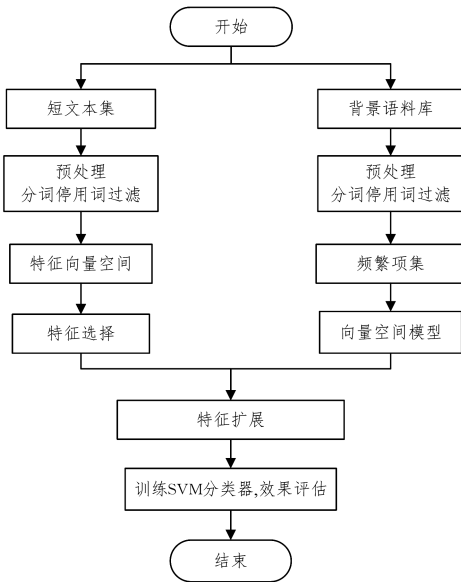 开始
短文本集
背景语料库
预处理
分词停用词过滤
预处理
分词停用词过滤
特征向量空间
频繁项集
特征选择
向量空间模型
特征扩展
训练SVM分类器,效果评估
结束